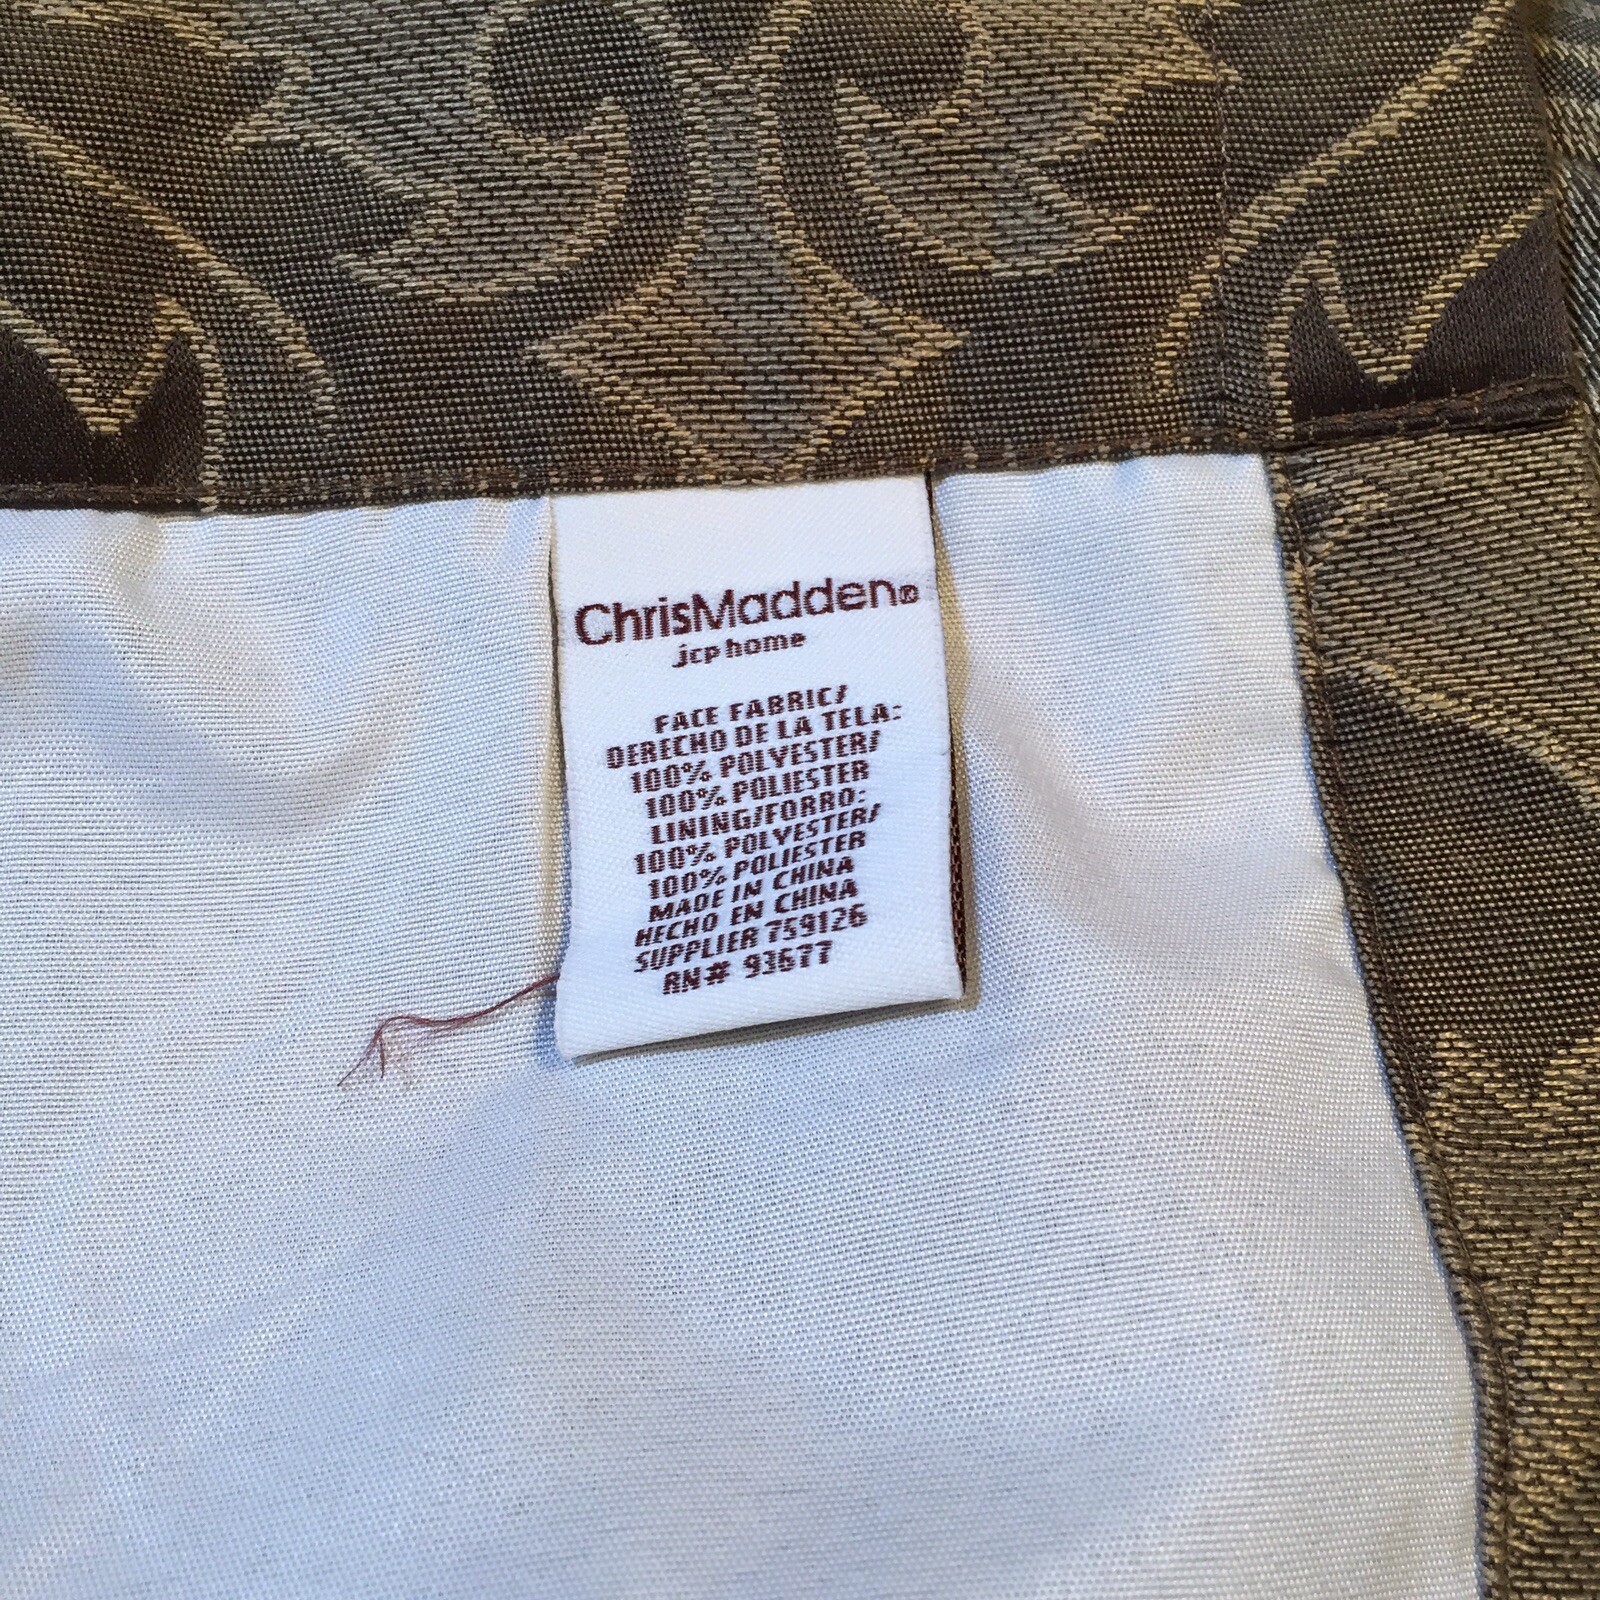 ChrisMadden®
jcp home
FACE FABRIC/
DERECHO DE LA TELA:
100% POLYESTER/
100% POLIESTER
LINING/FORRO:
100% POLYESTER/
100% POLIESTER
MADE IN CHINA
HECHO EN CHINA
SUPPLIER 759126
RN# 93677